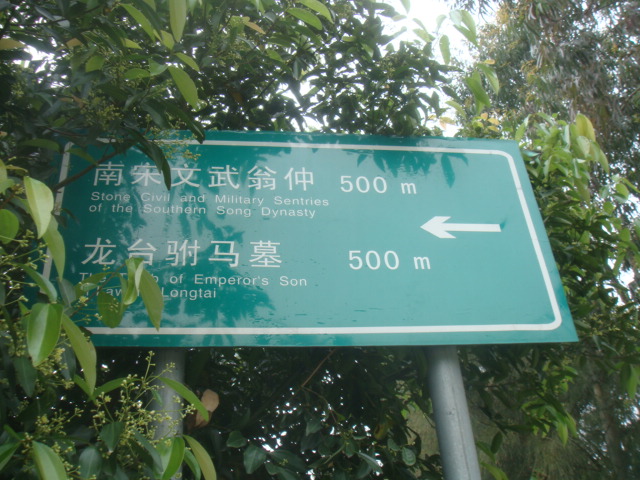 南宋文武翁仲 500 m
Stone Civil and Military Sentries
of the Southern Song Dynasty
龙台驸马墓 500 m
of Emperor's Son
Longtai